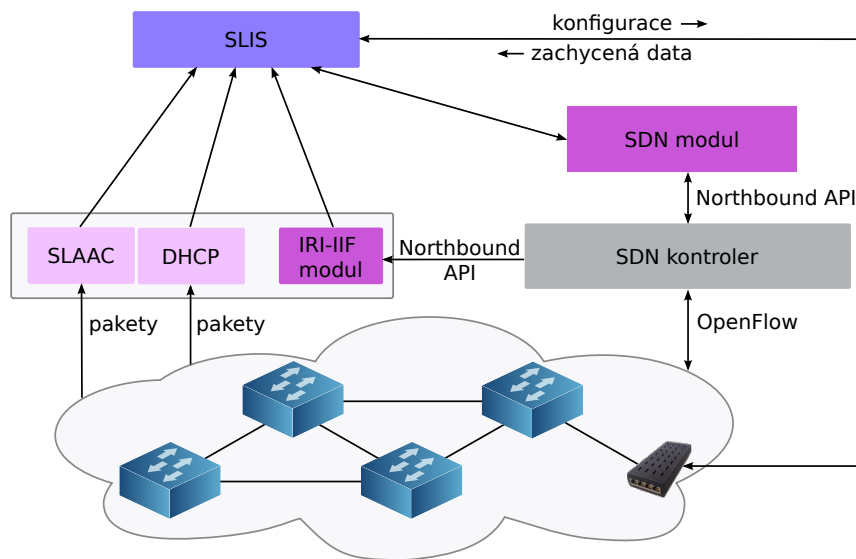 SLIS
konfigurace →
← zachycená data
SDN modul
Northbound API
SLAAC
DHCP
IRI-IIF
modul
Northbound
API
SDN kontroler
pakety
pakety
OpenFlow